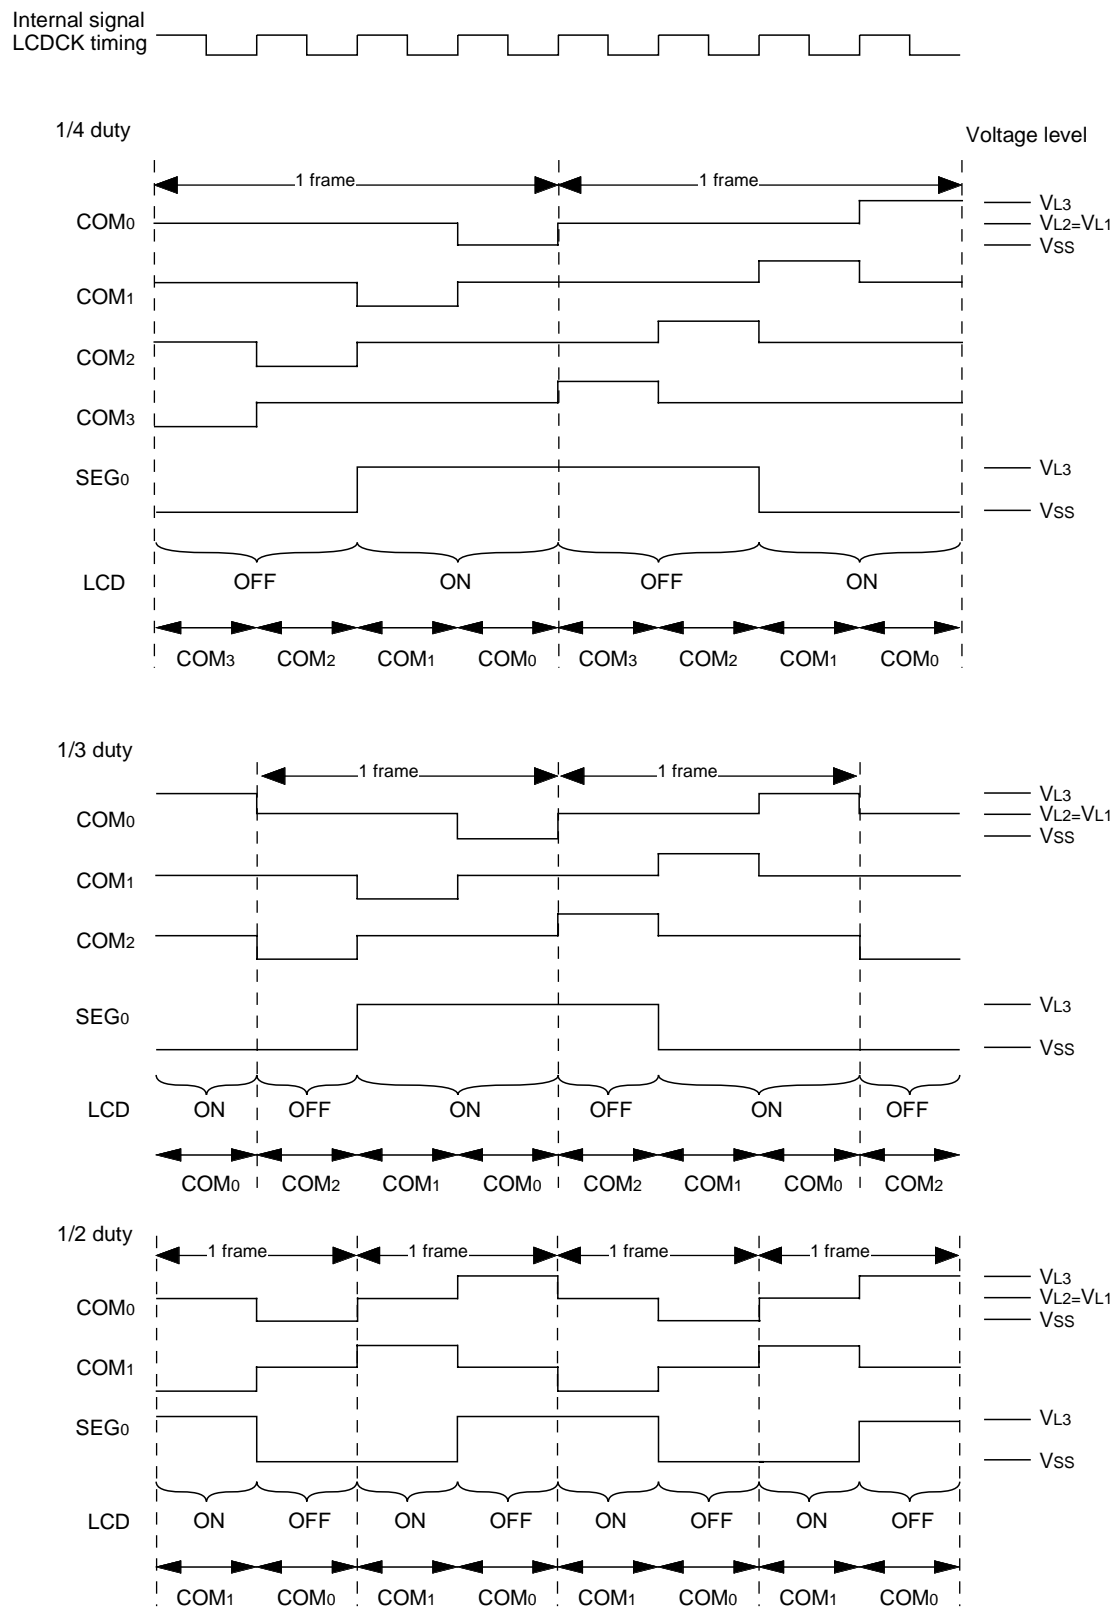 Internal signal
LCDCK timing
1/4 duty
Voltage level
1 frame 1 frame
COM0
VL3
VL2=VL1
VSS
COM1
COM2
COM3
SEG0
VL3
VSS
LCD OFF ON OFF ON
COM3 COM2 COM1 COM0 COM3 COM2 COM1 COM0
1/3 duty
1 frame 1 frame
COM0
VL3
VL2=VL1
VSS
COM1
COM2
SEG0
VL3
VSS
LCD ON OFF ON OFF ON OFF
COM0 COM2 COM1 COM0 COM2 COM1 COM0 COM2
1/2 duty
1 frame 1 frame 1 frame 1 frame
COM0
VL3
VL2=VL1
VSS
COM1
SEG0
VL3
VSS
LCD ON OFF ON OFF ON OFF ON OFF
COM1 COM0 COM1 COM0 COM1 COM0 COM1 COM0